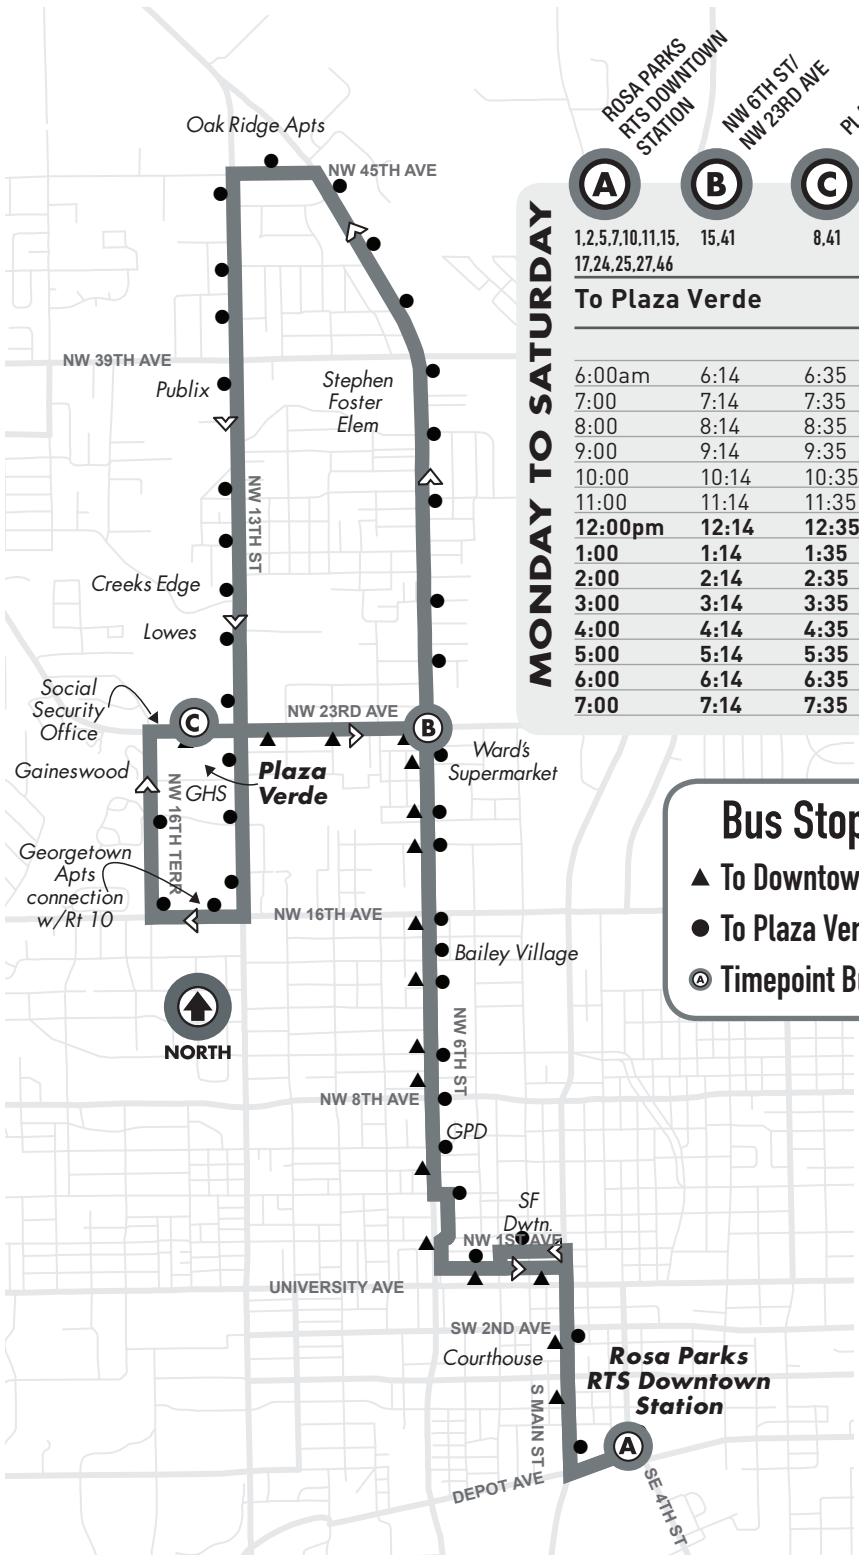 Oak Ridge Apts
NW 45TH AVE
NW 39TH AVE
Publix
Stephen
Foster
Elem
NW 13TH ST
Creeks Edge
Lowes
Social
Security
Office
C
NW 23RD AVE
B
Gaineswood
NW 16TH TERR
GHS
Plaza
Verde
Ward's
Supermarket
Georgetown
Apts
connection
w/Rt 10
NW 16TH AVE
Bailey Village
NORTH
NW 6TH ST
NW 8TH AVE
GPD
SF
Dwtn.
NW 1ST AVE
UNIVERSITY AVE
SW 2ND AVE
Courthouse
Rosa Parks
RTS Downtown
Station
S MAIN ST
A
DEPOT AVE
SE 4TH ST
ROSA PARKS
RTS DOWNTOWN
STATION
NW 6TH ST/
NW 23RD AVE
A B C
1,2,5,7,10,11,15, 15,41 8,41
17,24,25,27,46
MONDAY TO SATURDAY
To Plaza Verde
6:00am 6:14 6:35
7:00 7:14 7:35
8:00 8:14 8:35
9:00 9:14 9:35
10:00 10:14 10:35
11:00 11:14 11:35
12:00pm 12:14 12:35
1:00 1:14 1:35
2:00 2:14 2:35
3:00 3:14 3:35
4:00 4:14 4:35
5:00 5:14 5:35
6:00 6:14 6:35
7:00 7:14 7:35
Bus Stop
To Downtow
To Plaza Ver
A Timepoint B